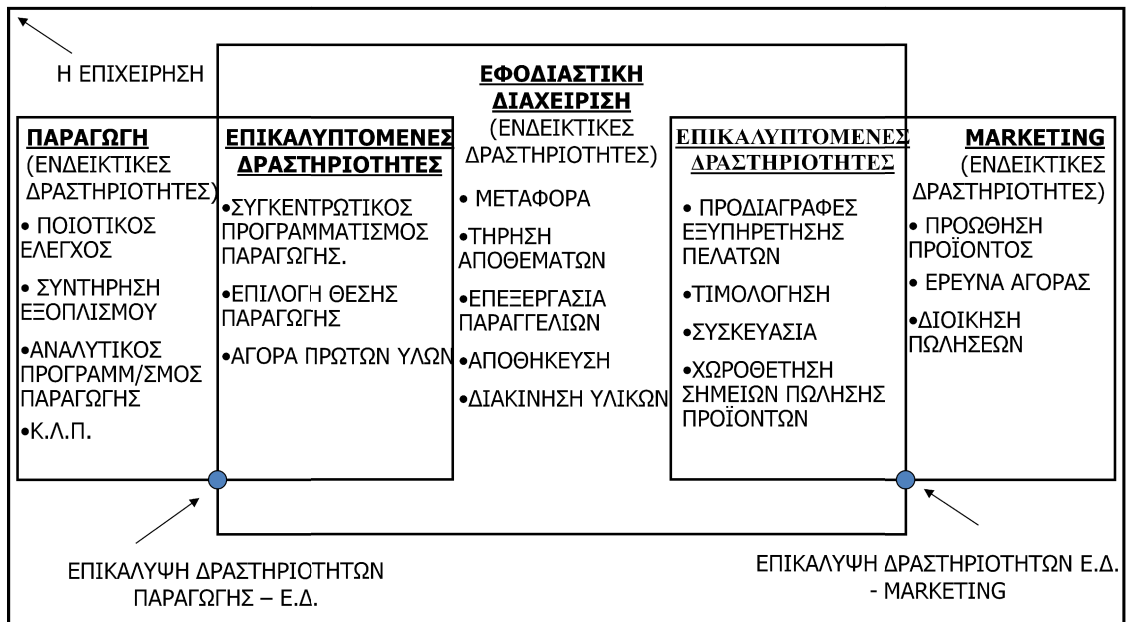 Η ΕΠΙΧΕΙΡΗΣΗ
ΠΑΡΑΓΩΓΗ
(ΕΝΔΕΙΚΤΙΚΕΣ
ΔΡΑΣΤΗΡΙΟΤΗΤΕΣ)
• ΠΟΙΟΤΙΚΟΣ
ΕΛΕΓΧΟΣ
• ΣΥΝΤΗΡΗΣΗ
ΕΞΟΠΛΙΣΜΟΥ
•ΑΝΑΛΥΤΙΚΟΣ
ΠΡΟΓΡΑΜΜ/ΣΜΟΣ
ΠΑΡΑΓΩΓΗΣ
•Κ.Λ.Π.
ΕΠΙΚΑΛΥΠΤΟΜΕΝΕΣ
ΔΡΑΣΤΗΡΙΟΤΗΤΕΣ
•ΣΥΓΚΕΝΤΡΩΤΙΚΟΣ
ΠΡΟΓΡΑΜΜΑΤΙΣΜΟΣ
ΠΑΡΑΓΩΓΗΣ.
•ΕΠΙΛΟΓΗ ΘΕΣΗΣ
ΠΑΡΑΓΩΓΗΣ
•ΑΓΟΡΑ ΠΡΩΤΩΝ ΥΛΩΝ
ΕΦΟΔΙΑΣΤΙΚΗ
ΔΙΑΧΕΙΡΙΣΗ
(ΕΝΔΕΙΚΤΙΚΕΣ
ΔΡΑΣΤΗΡΙΟΤΗΤΕΣ)
• ΜΕΤΑΦΟΡΑ
•ΤΗΡΗΣΗ
ΑΠΟΘΕΜΑΤΩΝ
•ΕΠΕΞΕΡΓΑΣΙΑ
ΠΑΡΑΓΓΕΛΙΩΝ
•ΑΠΟΘΗΚΕΥΣΗ
•ΔΙΑΚΙΝΗΣΗ ΥΛΙΚΩΝ
ΕΠΙΚΑΛΥΠΤΟΜΕΝΕΣ
ΔΡΑΣΤΗΡΙΟΤΗΤΕΣ
• ΠΡΟΔΙΑΓΡΑΦΕΣ
ΕΞΥΠΗΡΕΤΗΣΗΣ
ΠΕΛΑΤΩΝ
•ΤΙΜΟΛΟΓΗΣΗ
•ΣΥΣΚΕΥΑΣΙΑ
•ΧΩΡΟΘΕΤΗΣΗ
ΣΗΜΕΙΩΝ ΠΩΛΗΣΗΣ
ΠΡΟΪΟΝΤΩΝ
MARKETING
(ΕΝΔΕΙΚΤΙΚΕΣ
ΔΡΑΣΤΗΡΙΟΤΗΤΕΣ)
• ΠΡΟΩΘΗΣΗ
ΠΡΟΪΟΝΤΟΣ
• ΕΡΕΥΝΑ ΑΓΟΡΑΣ
•ΔΙΟΙΚΗΣΗ
ΠΩΛΗΣΕΩΝ
ΕΠΙΚΑΛΥΨΗ ΔΡΑΣΤΗΡΙΟΤΗΤΩΝ
ΠΑΡΑΓΩΓΗΣ – Ε.Δ.
ΕΠΙΚΑΛΥΨΗ ΔΡΑΣΤΗΡΙΟΤΗΤΩΝ Ε.Δ.
- MARKETING